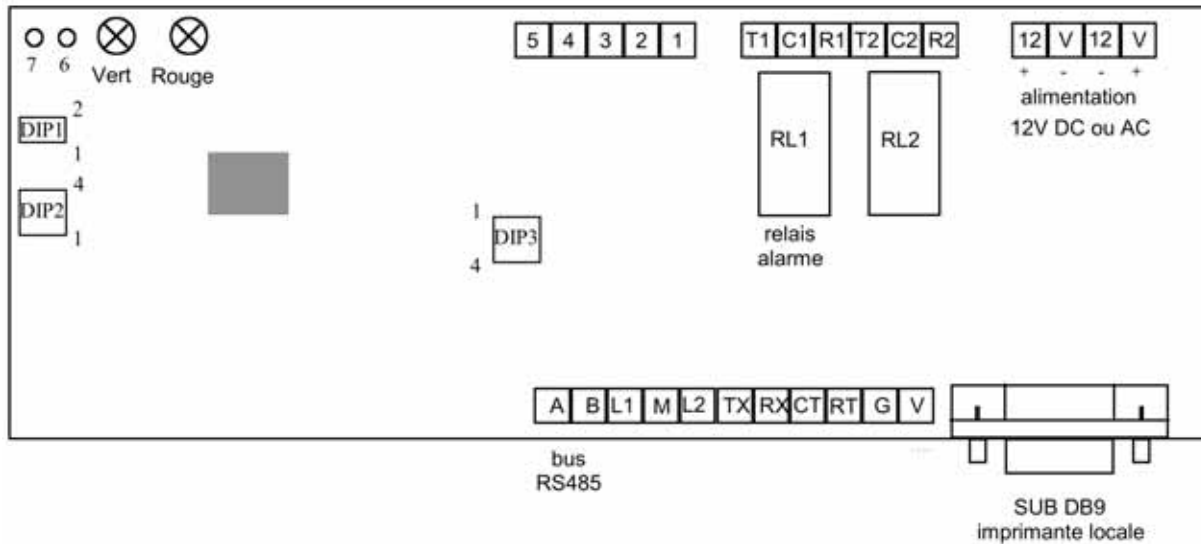 5 4 3 2 1
T1 C1 R1 T2 C2 R2
12 V 12 V
+ - - +
7 6
Vert Rouge
alimentation
12V DC ou AC
2
DIP1
1
4
DIP2
1
RL1
RL2
1
DIP3
4
relais
alarme
A B L1 M L2 TX RX CT RT G V
bus
RS485
SUB DB9
imprimante locale